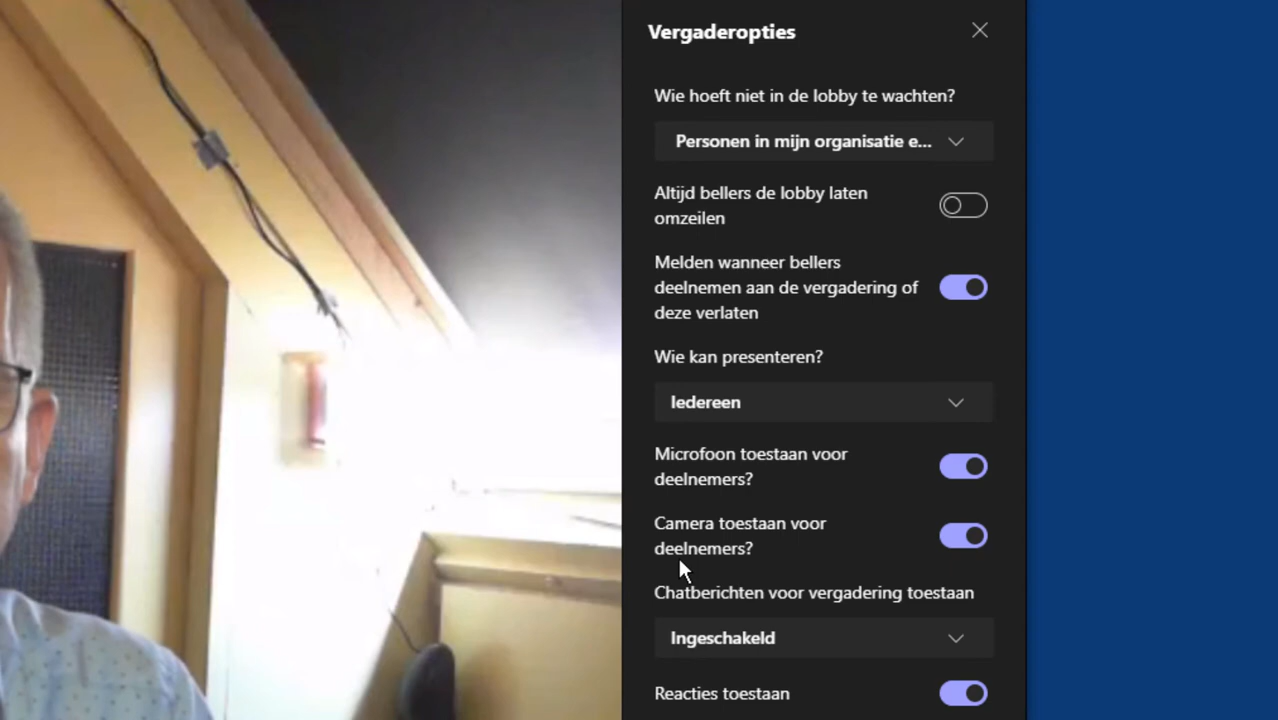 Vergaderopties
Wie hoeft niet in de lobby te wachten?
Personen in mijn organisatie e...
Altijd bellers de lobby laten
omzeilen
Melden wanneer bellers
deelnemen aan de vergadering of
deze verlaten
Wie kan presenteren?
Iedereen
Microfoon toestaan voor
deelnemers?
Camera toestaan voor
deelnemers?
Chatberichten voor vergadering toestaan
Ingeschakeld
Reacties toestaan